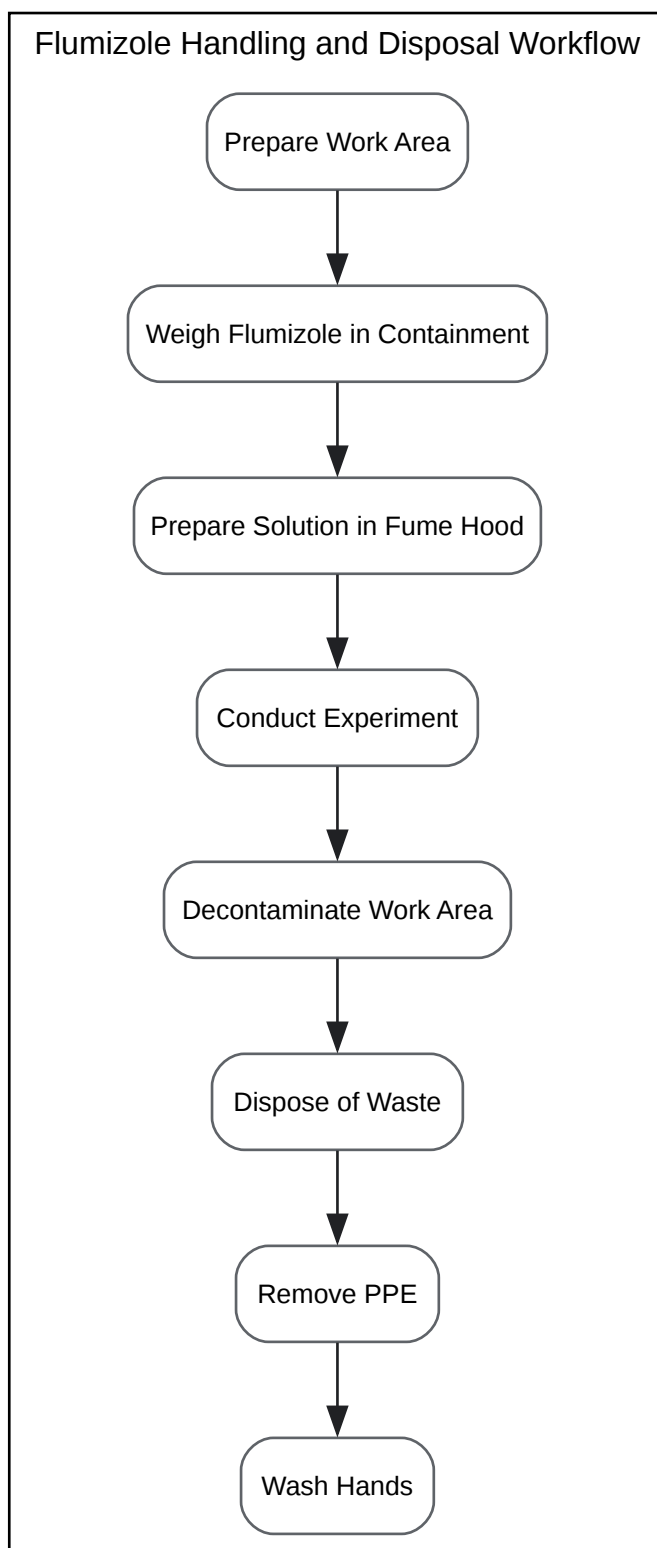 Flumizole Handling and Disposal Workflow
Prepare Work Area
Weigh Flumizole in Containment
Prepare Solution in Fume Hood
Conduct Experiment
Decontaminate Work Area
Dispose of Waste
Remove PPE
Wash Hands